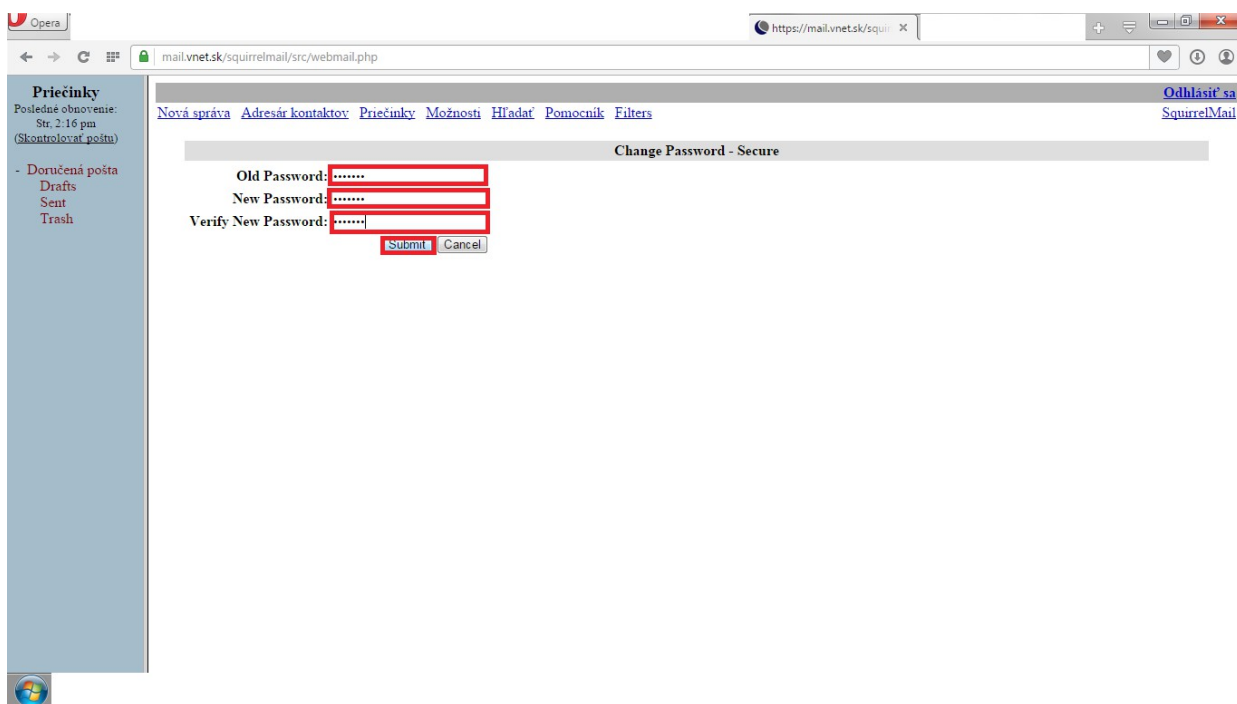 Opera
https://mail.vnet.sk/squir
mail.vnet.sk/squirrelmail/src/webmail.php
Priečinky
Posledné obnovenie:
Str, 2:16 pm
(Skontrolovať poštu)
- Doručená pošta
Drafts
Sent
Trash
Odhlásiť sa
Nová správa Adresár kontaktov Priečinky Možnosti Hľadať Pomocník Filters SquirrelMail
Change Password - Secure
Old Password: •••••••
New Password: •••••••
Verify New Password: •••••••
Submit Cancel